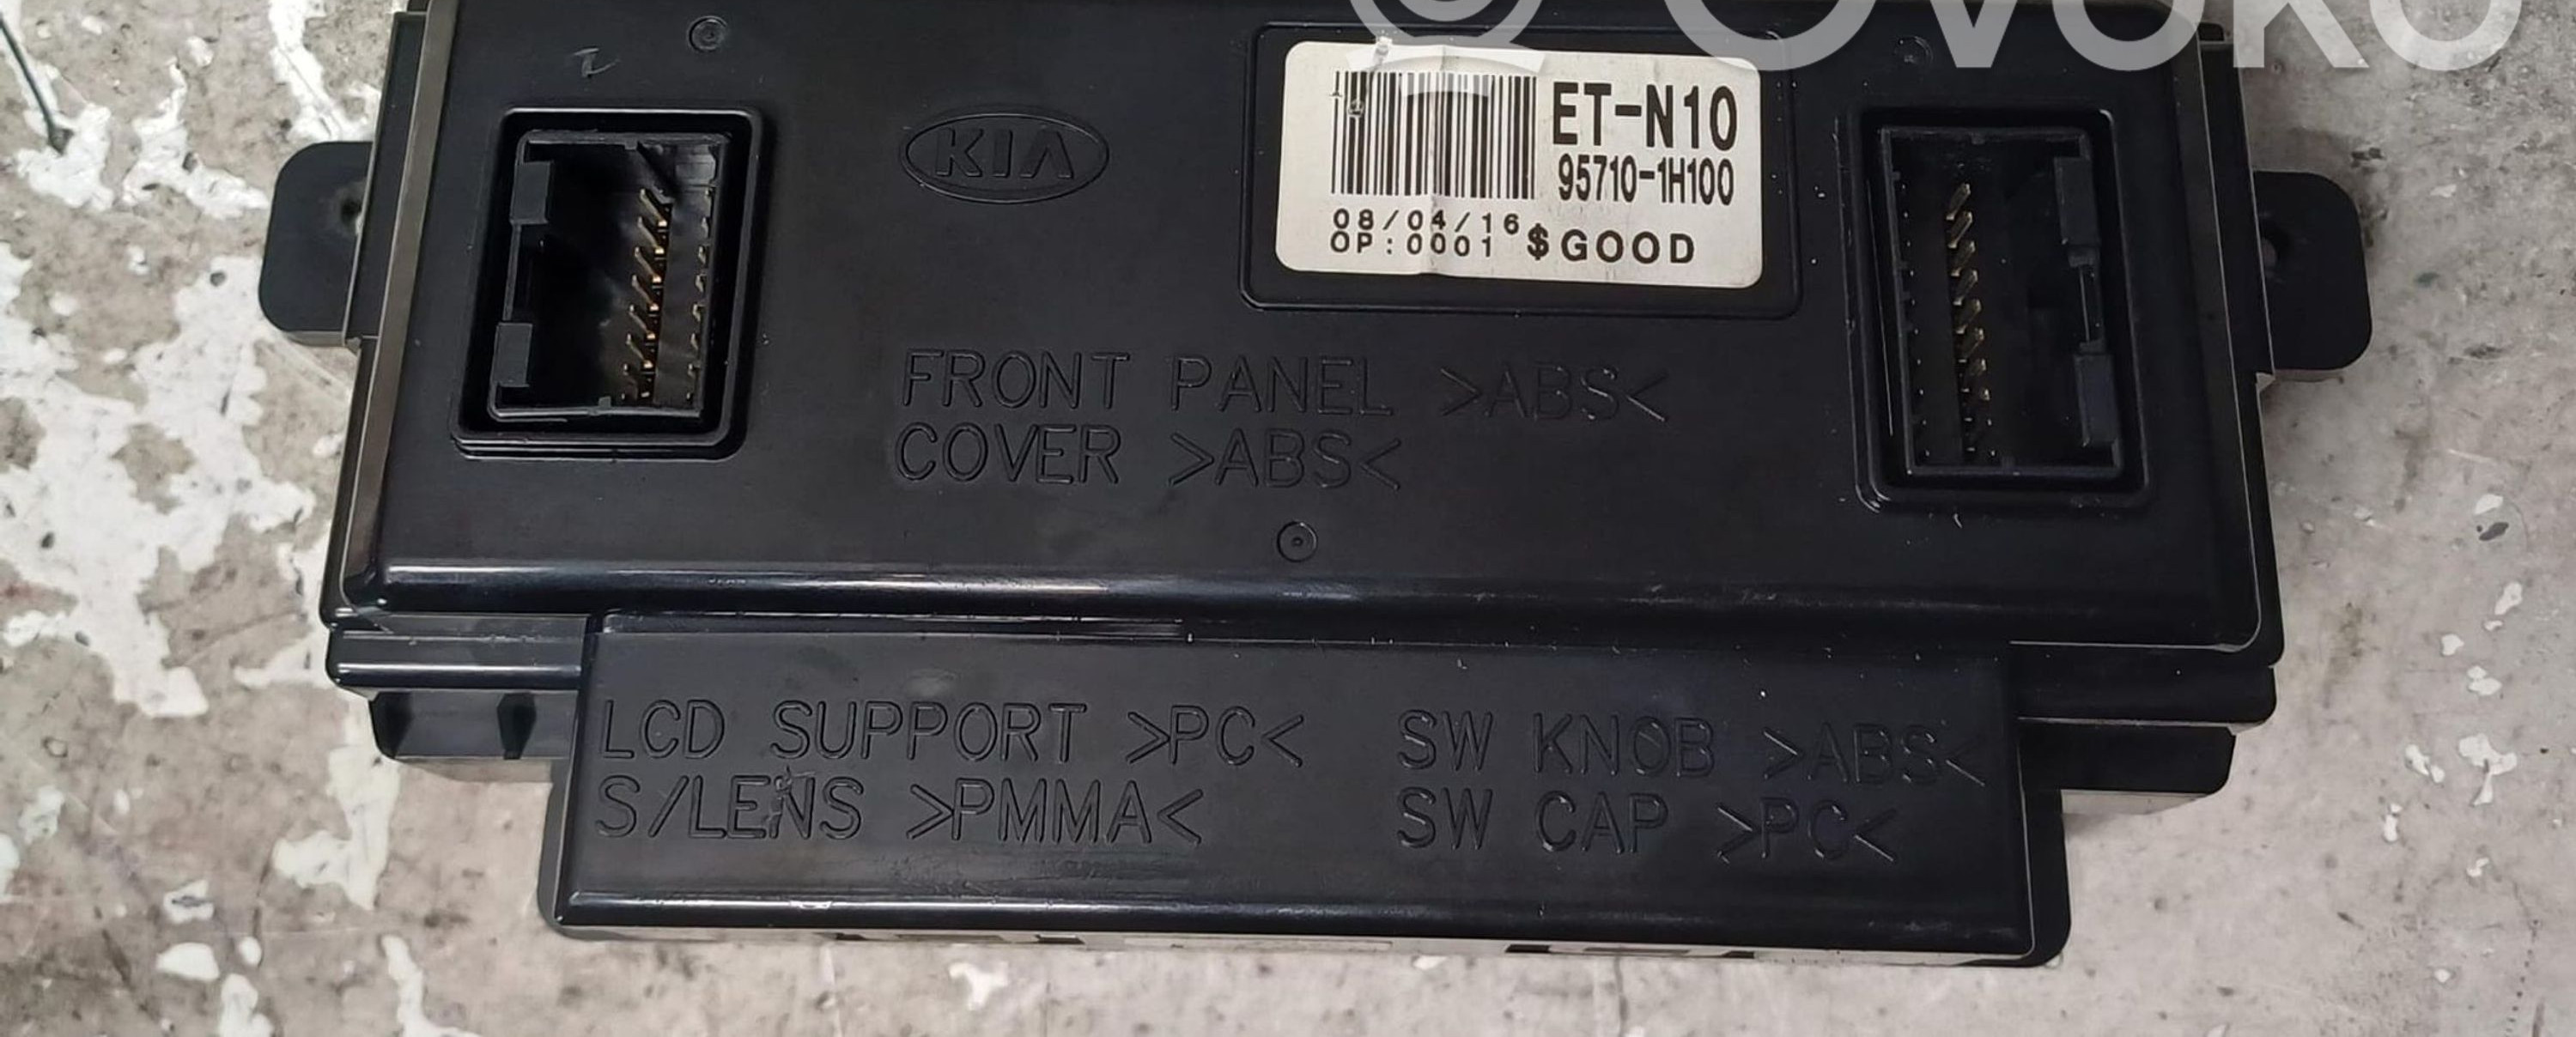 OVOKO
KIA
ET-N10
95710-1H100
08/04/16
OP:0001 $GOOD
FRONT PANEL >ABS<
COVER >ABS<
LCD SUPPORT >PC< SW KNOB >ABS<
S/LENS >PMMA< SW CAP >PC<